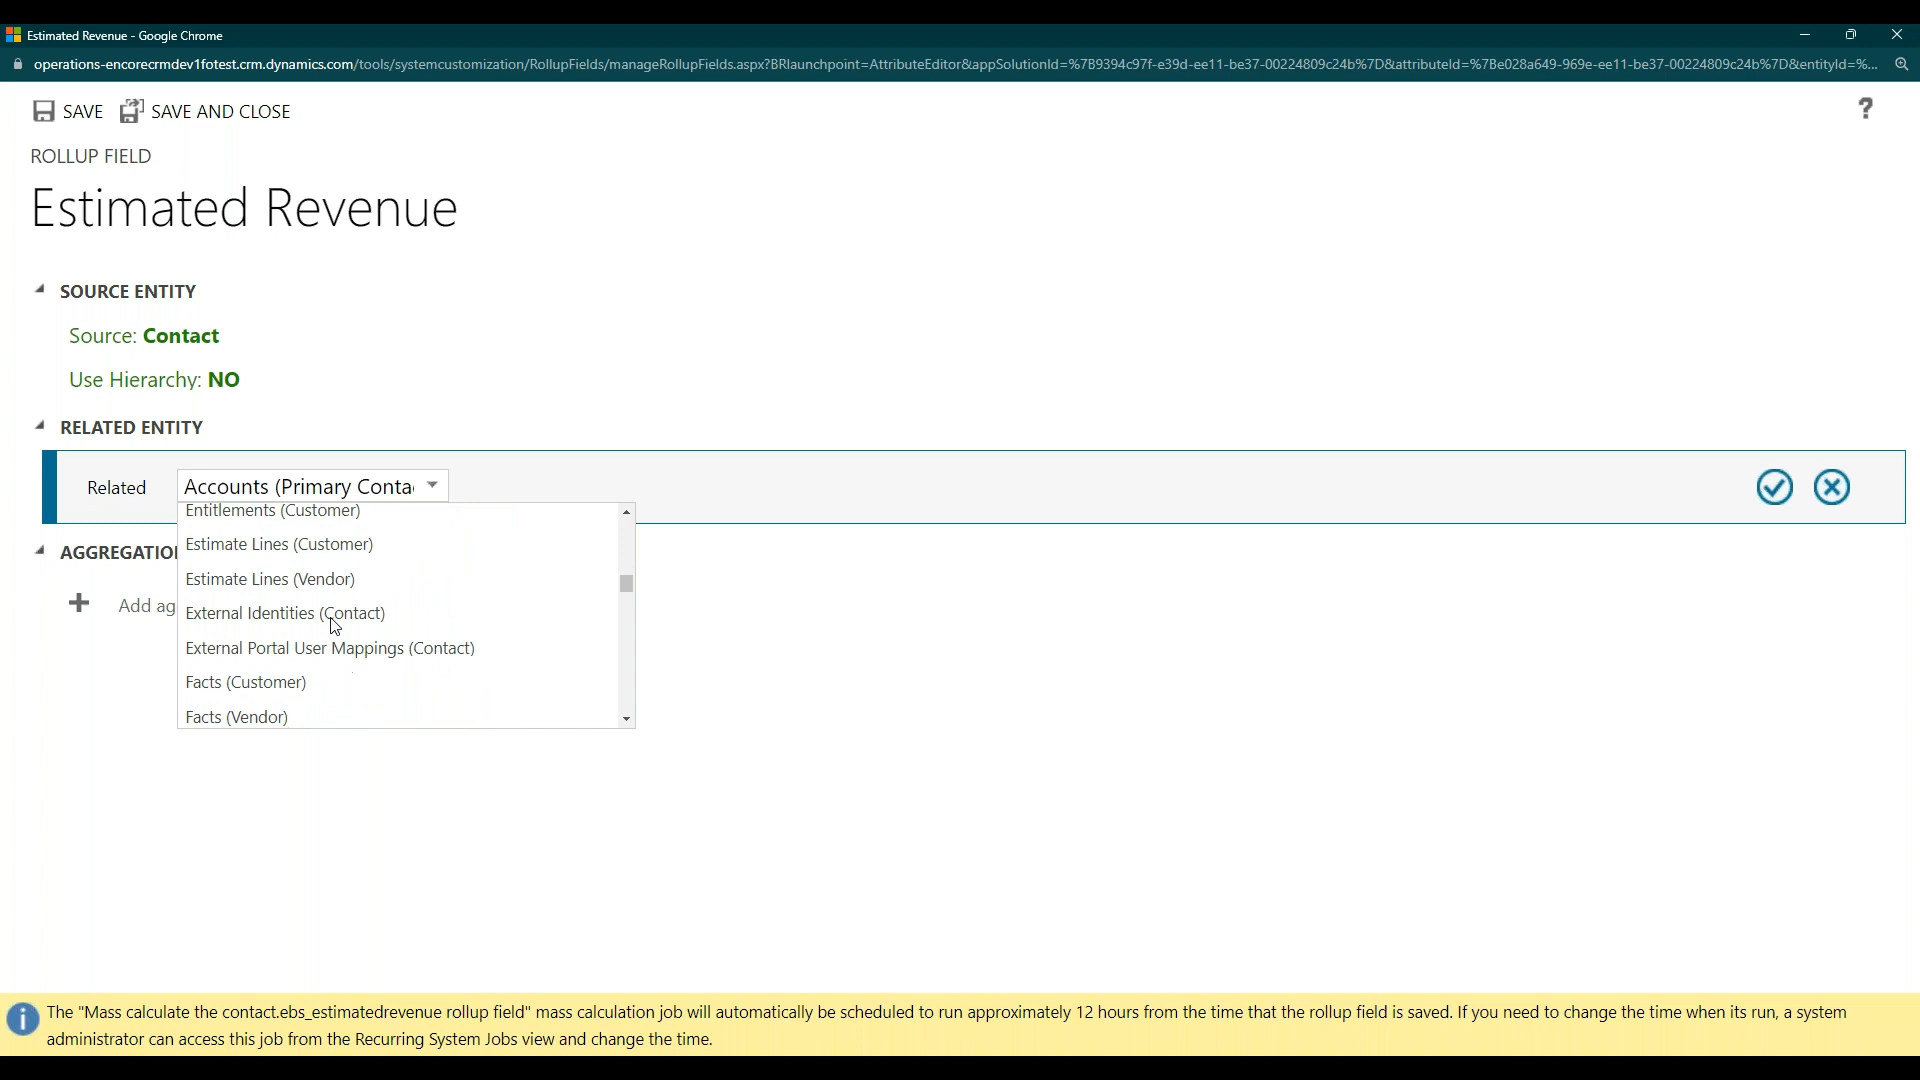 Estimated Revenue - Google Chrome
operations-encorecrmdev1fotest.crm.dynamics.com/tools/systemcustomization/RollupFields/manageRollupFields.aspx?BRlaunchpoint=AttributeEditor&appSolutionId=%7B9394c97f-e39d-ee11-be37-00224809c24b%7D&attributeId=%7Be028a649-969e-ee11-be37-00224809c24b%7D&entityId=%...
SAVE SAVE AND CLOSE ?
ROLLUP FIELD
Estimated Revenue
SOURCE ENTITY
Source: Contact
Use Hierarchy: NO
RELATED ENTITY
Related Accounts (Primary Conta
Entitlements (Customer)
Estimate Lines (Customer)
AGGREGATIO
Estimate Lines (Vendor)
External Identities (Contact)
Add ag
External Portal User Mappings (Contact)
Facts (Customer)
Facts (Vendor)
The "Mass calculate the contact.ebs_estimatedrevenue rollup field" mass calculation job will automatically be scheduled to run approximately 12 hours from the time that the rollup field is saved. If you need to change the time when its run, a system
administrator can access this job from the Recurring System Jobs view and change the time.